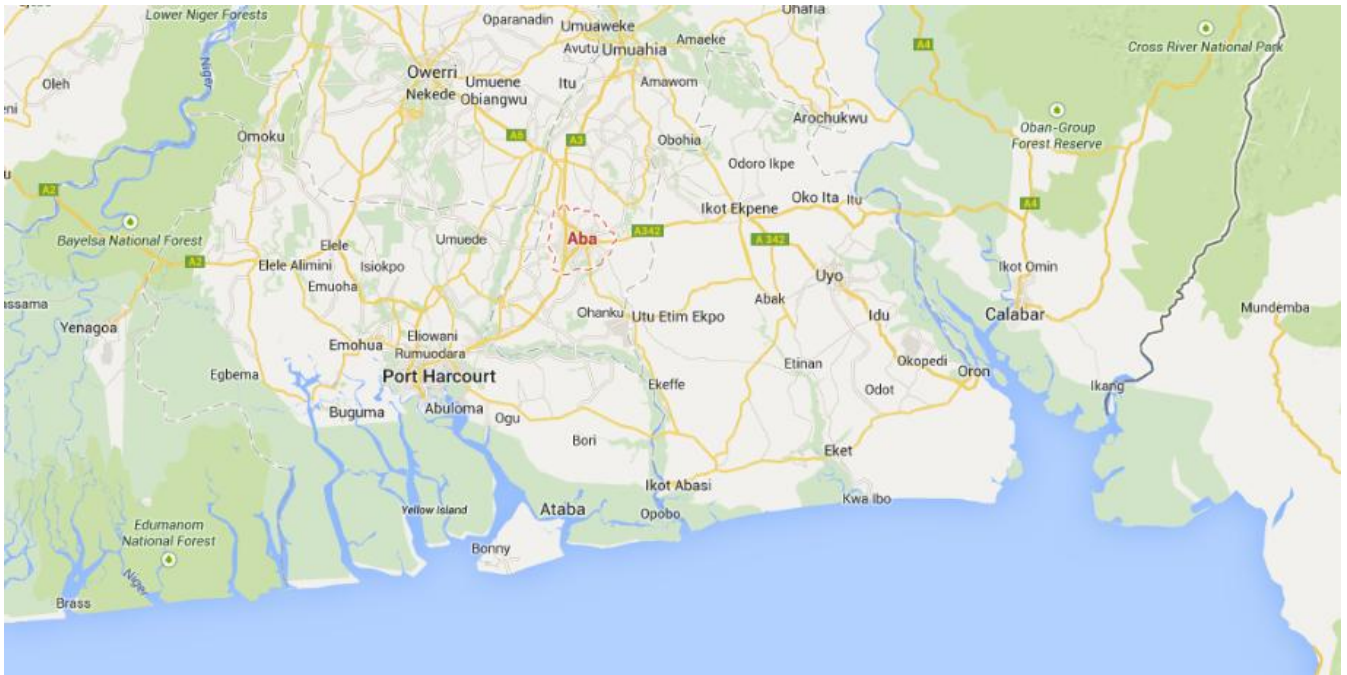 Lower Niger Forests
Oparanadin
Umuaweke
Ohafia
Avutu
Umuahia
Amaeke
A4
Cross River National Park
Oleh
Niger
Owerri
Nekede
Umuene
Obiangwu
Itu
Amawom
Arochukwu
Oban-Group
Forest Reserve
Omoku
A6
A3
Obohia
Odoro Ikpe
A2
Ikot Ekpene
Oko Ita
Itu
A4
Bayelsa National Forest
Elele
Umuede
Aba
A342
A 342
A2
Elele Alimini
Isiokpo
Emuoha
Uyo
Ikot Omin
assama
Yenagoa
Ohanku
Utu Etim Ekpo
Abak
Idu
Calabar
Mundemba
Emohua
Eliowani
Rumuodara
Port Harcourt
Egbema
Etinan
Okopedi
Oron
Ekeffe
Odot
Ikang
Buguma
Abuloma
Ogu
Bori
Eket
Ikot Abasi
Kwa Ibo
Yellow Island
Ataba
Opobo
Edumanom
National Forest
Bonny
Niger
Brass